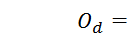 O_d =